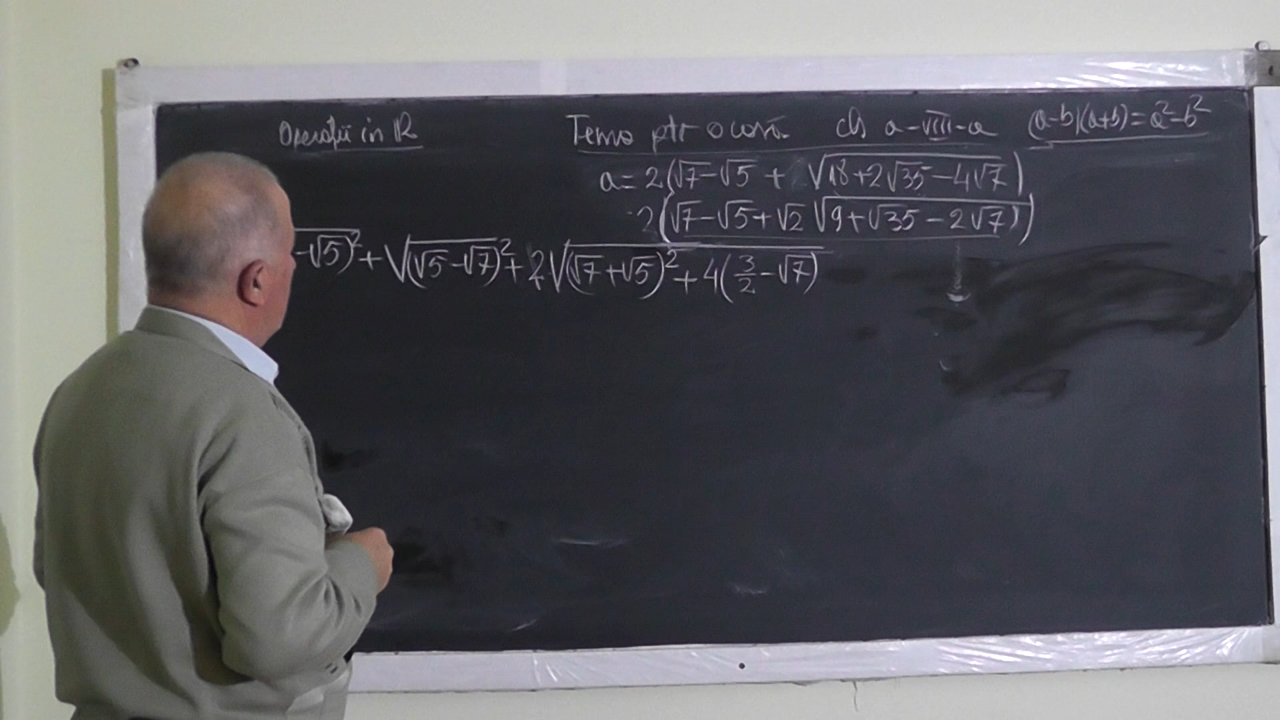 Operații in R Temă ptr acasă. cls a-VIII-a (a-b)(a+b)=a²-b²
a=2(√7-√5+ √(18+2√35-4√7))
2(√7-√5+√2 √(9+√35-2√7))
-√5)²+√(√5-√7)²+2√((√7+√5)²+4(3/2-√7))